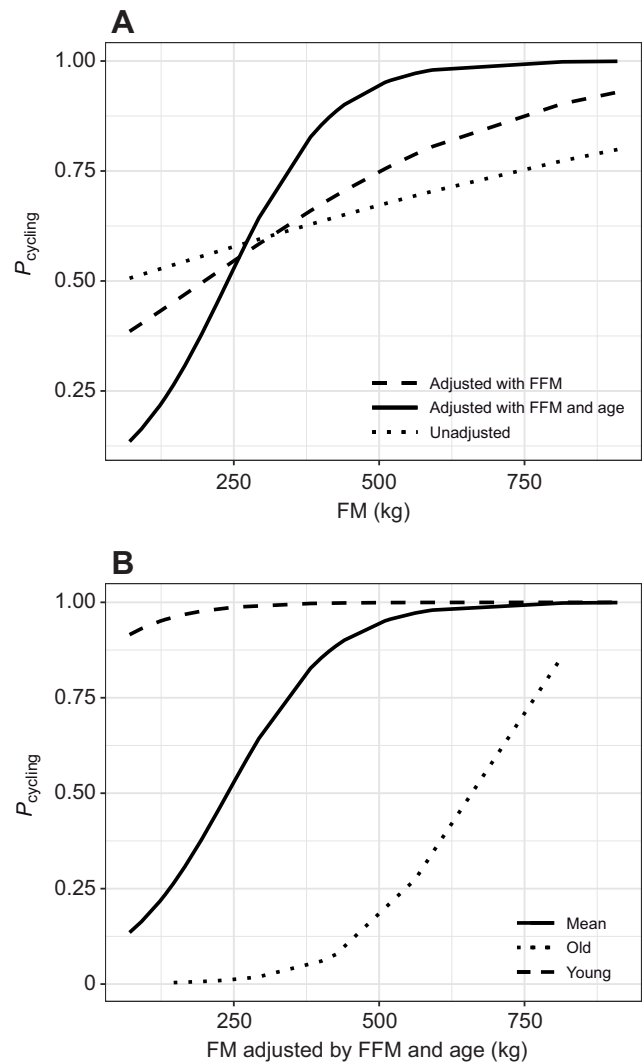 A
1.00
0.75
0.50
0.25
P cycling
Adjusted with FFM
Adjusted with FFM and age
Unadjusted
250 500 750
FM (kg)
B
1.00
0.75
0.50
0.25
0
P cycling
Mean
Old
Young
250 500 750
FM adjusted by FFM and age (kg)